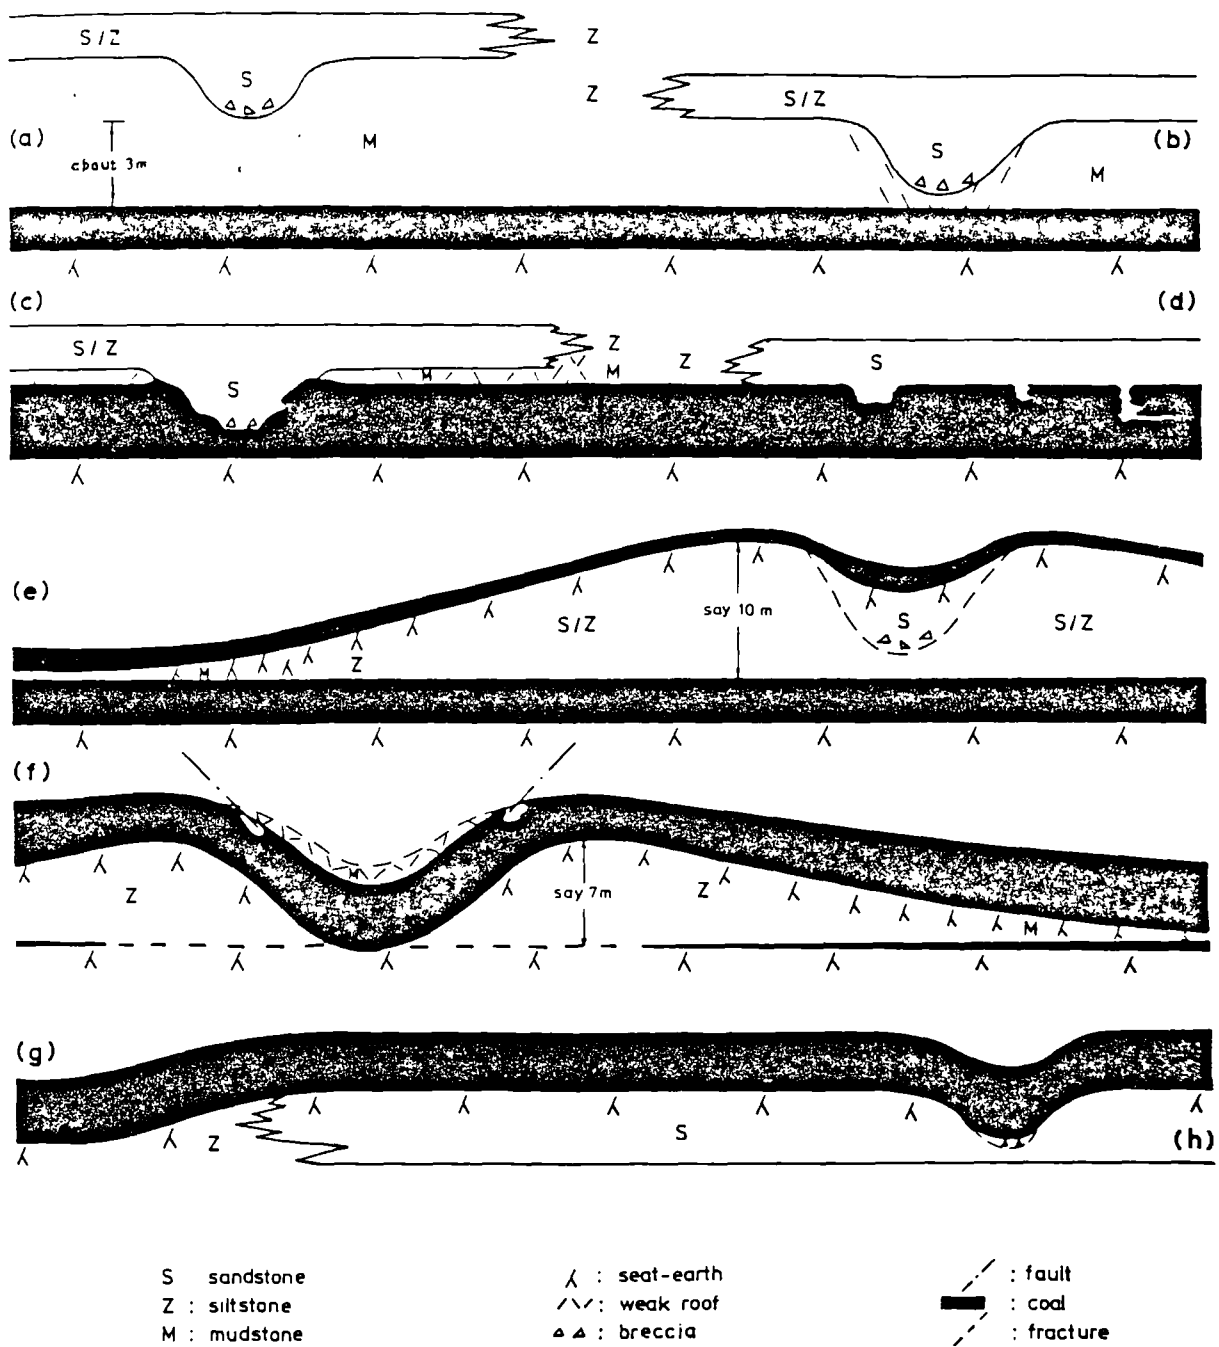 S/Z
Z
S
Z
S/Z
(a)
M
S
(b)
about 3m
M
(c)
(d)
S/Z
Z
M
Z
S
S
M
(e)
say 10 m
S/Z
S
S/Z
Z
M
(f)
M
Z
say 7m
Z
M
(g)
Z
S
(h)
S sandstone
Z : siltstone
M : mudstone
: seat-earth
: weak roof
: breccia
: fault
: coal
: fracture